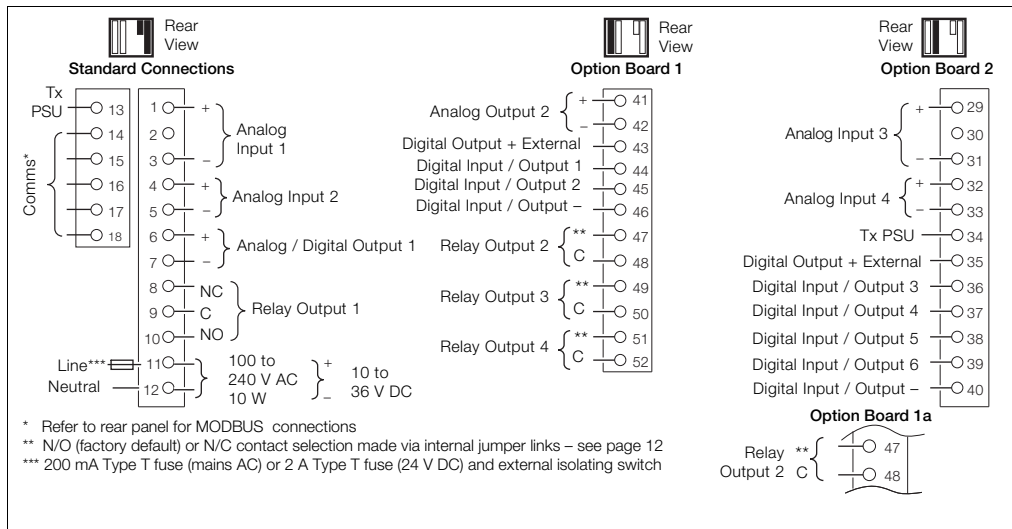 Rear
View
Standard Connections
Tx
PSU 13
14
15
16
17
18
Comms*
1 +
2
3 –
Analog
Input 1
4 +
5 –
Analog Input 2
6 +
7 –
Analog / Digital Output 1
8 NC
9 C
10 NO
Relay Output 1
Line*** 11
Neutral 12
100 to
240 V AC
10 W
+
–
10 to
36 V DC
Rear
View
Option Board 1
Analog Output 2 + 41
– 42
Digital Output + External 43
Digital Input / Output 1 44
Digital Input / Output 2 45
Digital Input / Output – 46
Relay Output 2 ** 47
C 48
Relay Output 3 ** 49
C 50
Relay Output 4 ** 51
C 52
Rear
View
Option Board 2
Analog Input 3 + 29
30
– 31
Analog Input 4 + 32
– 33
Tx PSU 34
Digital Output + External 35
Digital Input / Output 3 36
Digital Input / Output 4 37
Digital Input / Output 5 38
Digital Input / Output 6 39
Digital Input / Output – 40
Option Board 1a
Relay
Output 2
** 47
C 48
* Refer to rear panel for MODBUS connections
** N/O (factory default) or N/C contact selection made via internal jumper links – see page 12
*** 200 mA Type T fuse (mains AC) or 2 A Type T fuse (24 V DC) and external isolating switch